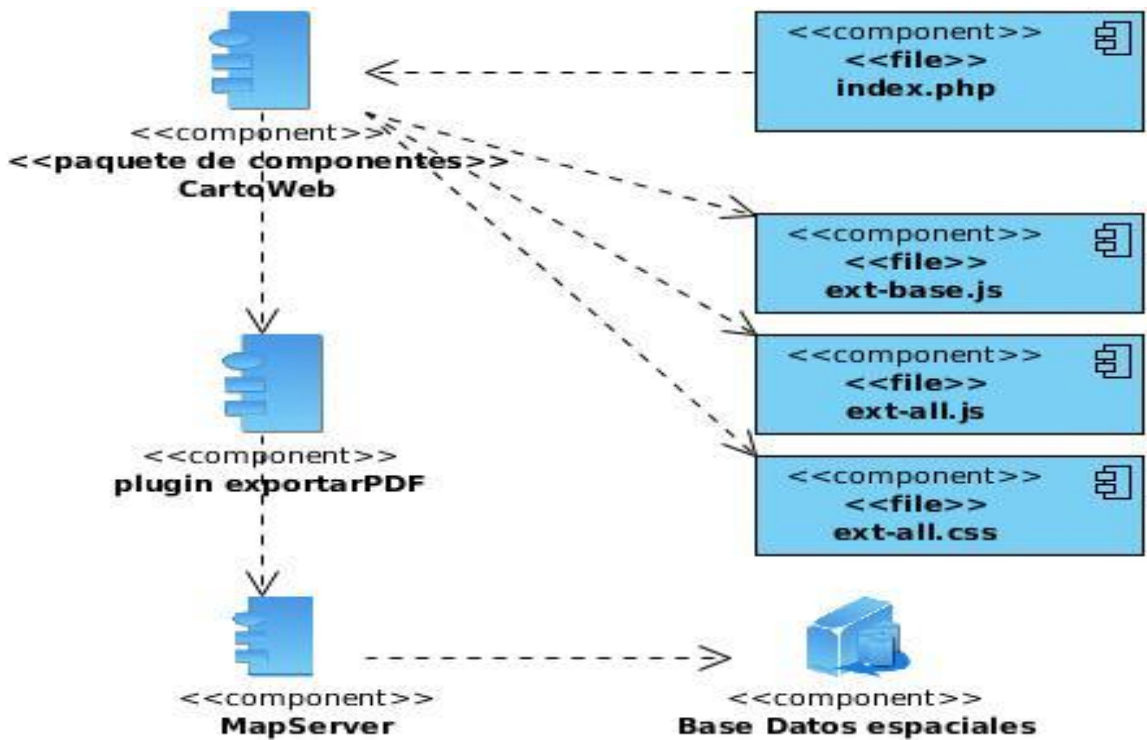 <<component>>
<<paquete de componentes>>
CartoWeb
<<component>>
<<file>>
index.php
<<component>>
<<file>>
ext-base.js
<<component>>
<<file>>
ext-all.js
<<component>>
<<file>>
ext-all.css
<<component>>
plugin exportarPDF
<<component>>
MapServer
<<component>>
Base Datos espaciales